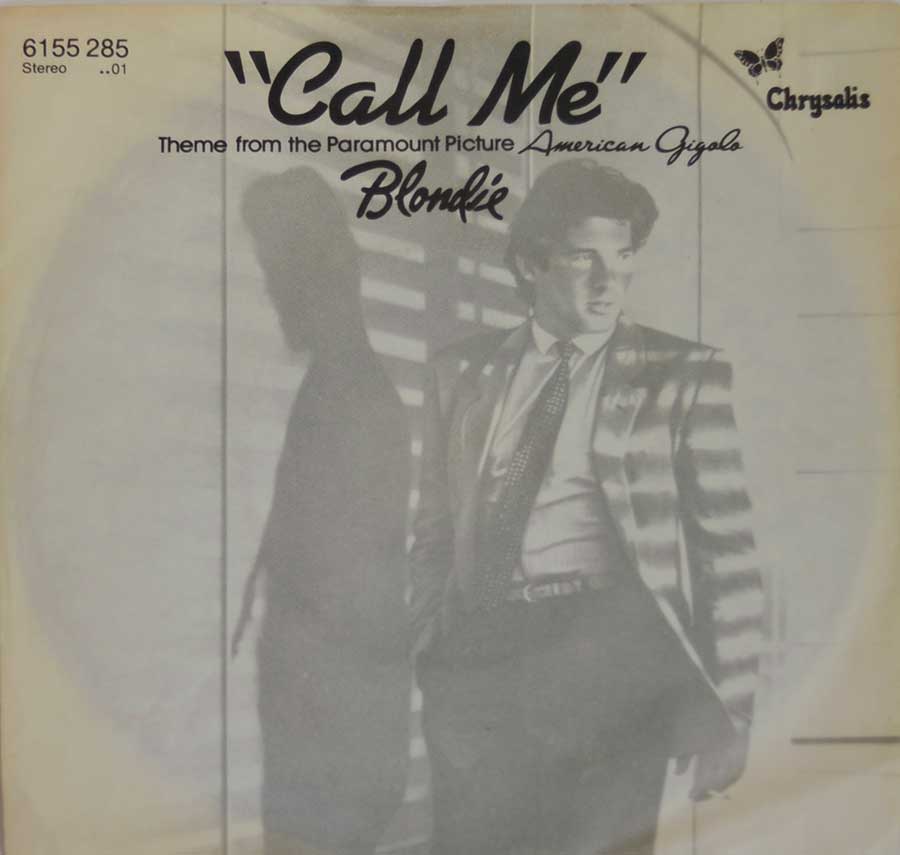 6155 285
Stereo ..01
"Call Me"
Theme from the Paramount Picture American Gigolo
Blondie
Chrysalis